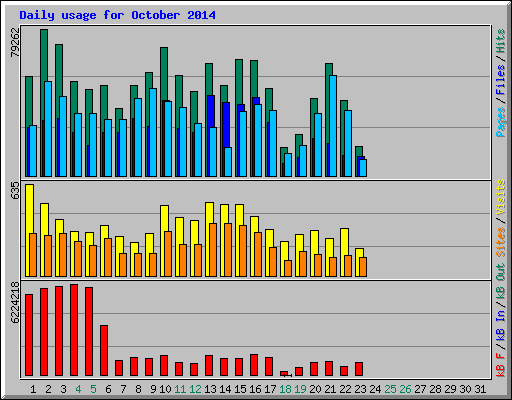 Daily usage for October 2014
79262
Pages / Files / Hits
635
Sites / Visits
6224218
kB F / kB In / kB Out
1 2 3 4 5 6 7 8 9 10 11 12 13 14 15 16 17 18 19 20 21 22 23 24 25 26 27 28 29 30 31